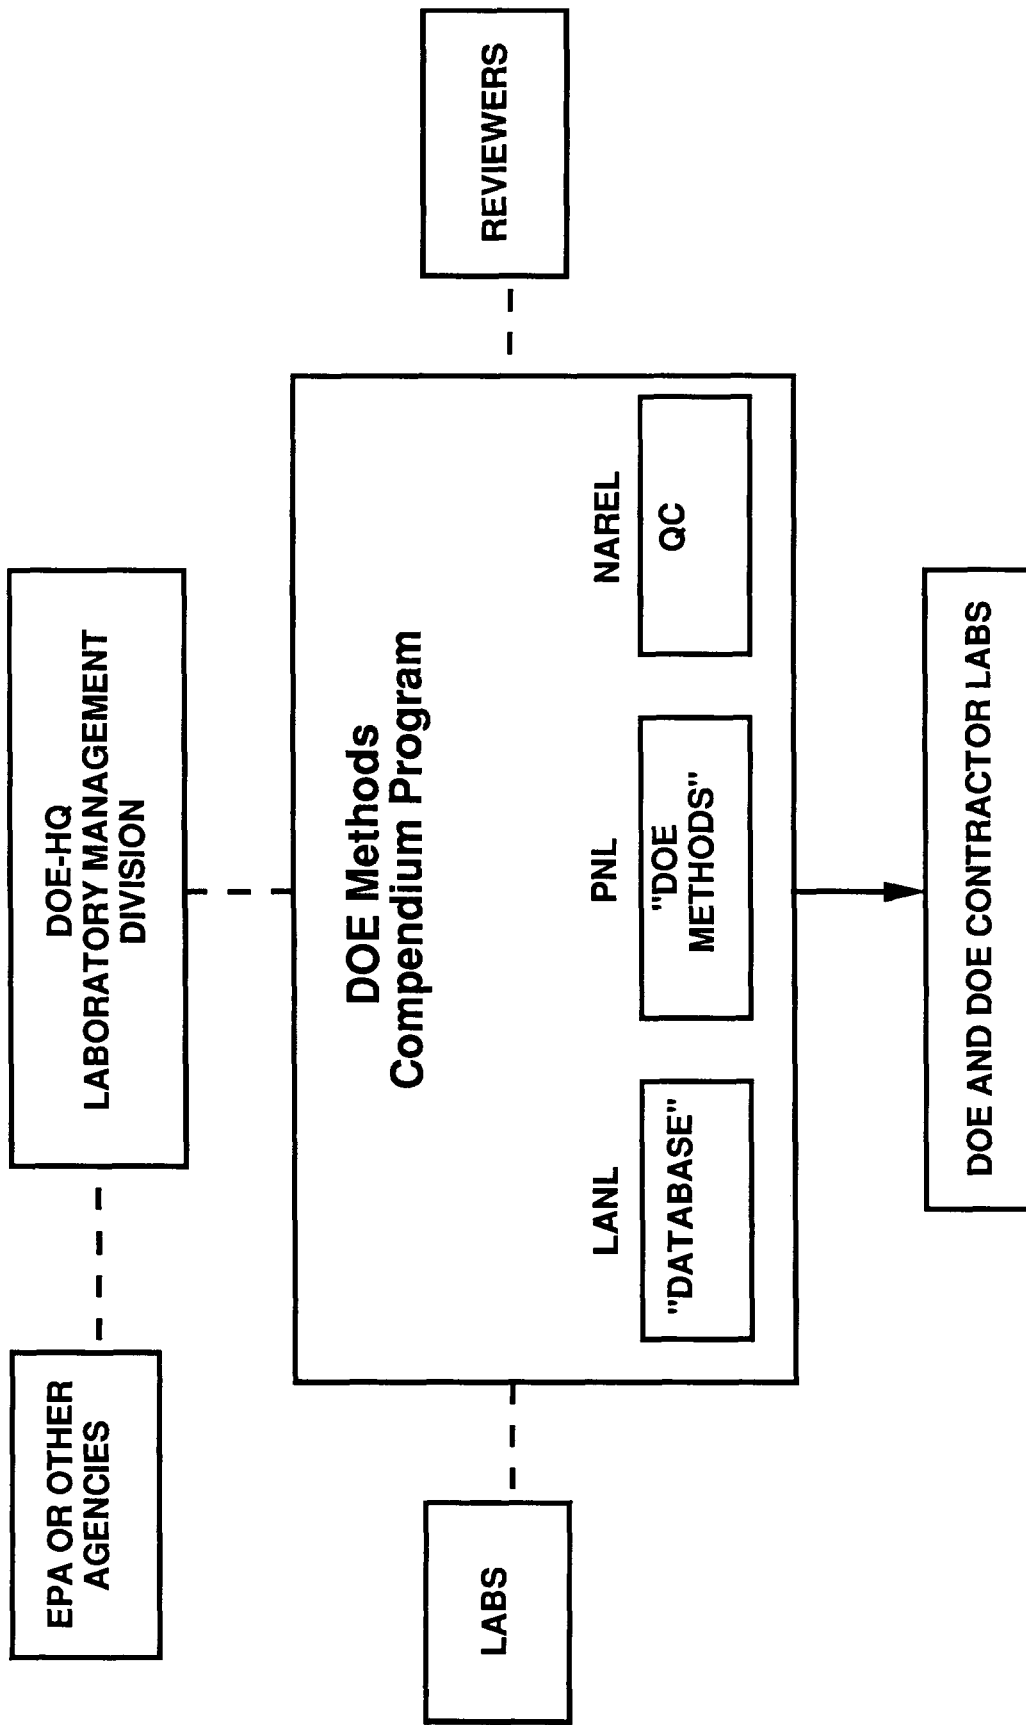 EPA OR OTHER
AGENCIES
DOE-HQ
LABORATORY MANAGEMENT
DIVISION
LABS
DOE Methods
Compendium Program
LANL
"DATABASE"
PNL
"DOE
METHODS"
NAREL
QC
REVIEWERS
DOE AND DOE CONTRACTOR LABS